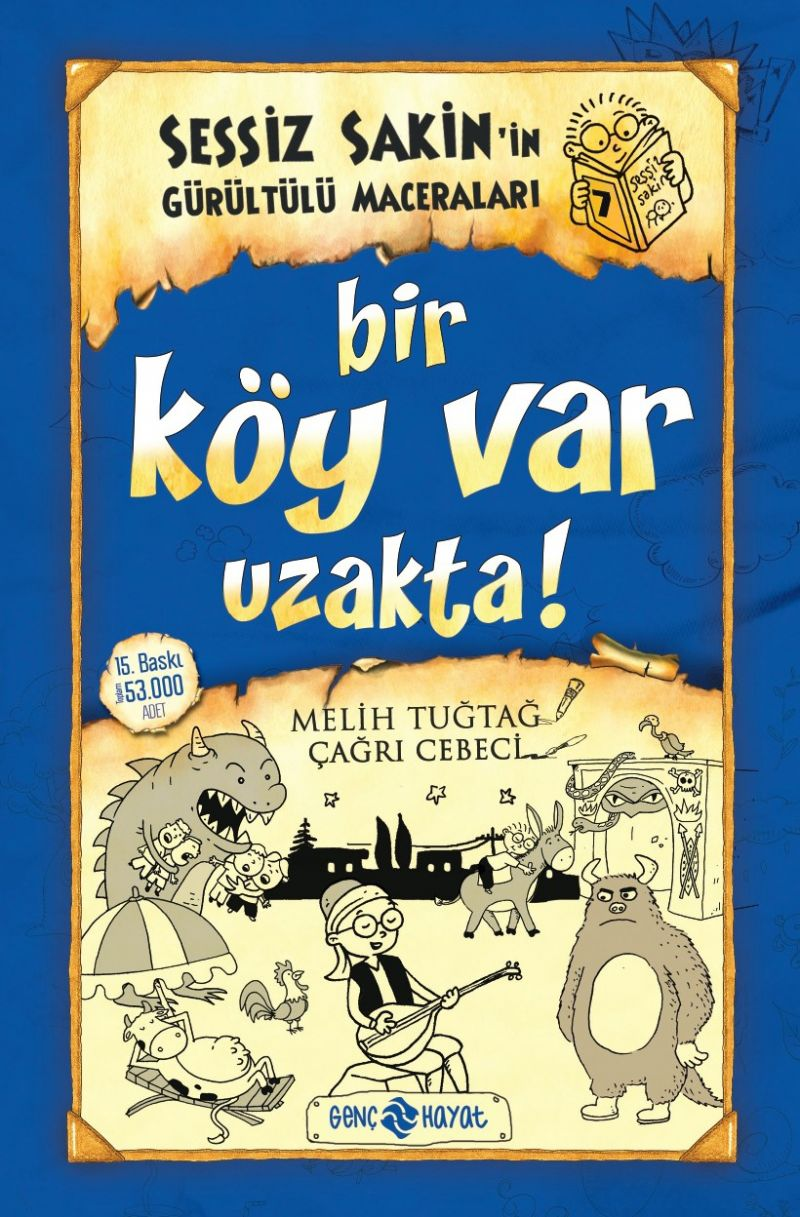 SESSİZ SAKİN'İN
GÜRÜLTÜLÜ MACERALARI
7
sessiz
sakin
bir
köy var
uzakta!
15. Baskı
Toplam 53.000
ADET
MELİH TUĞTAĞ
ÇAĞRI CEBECİ
GENÇ HAYAT